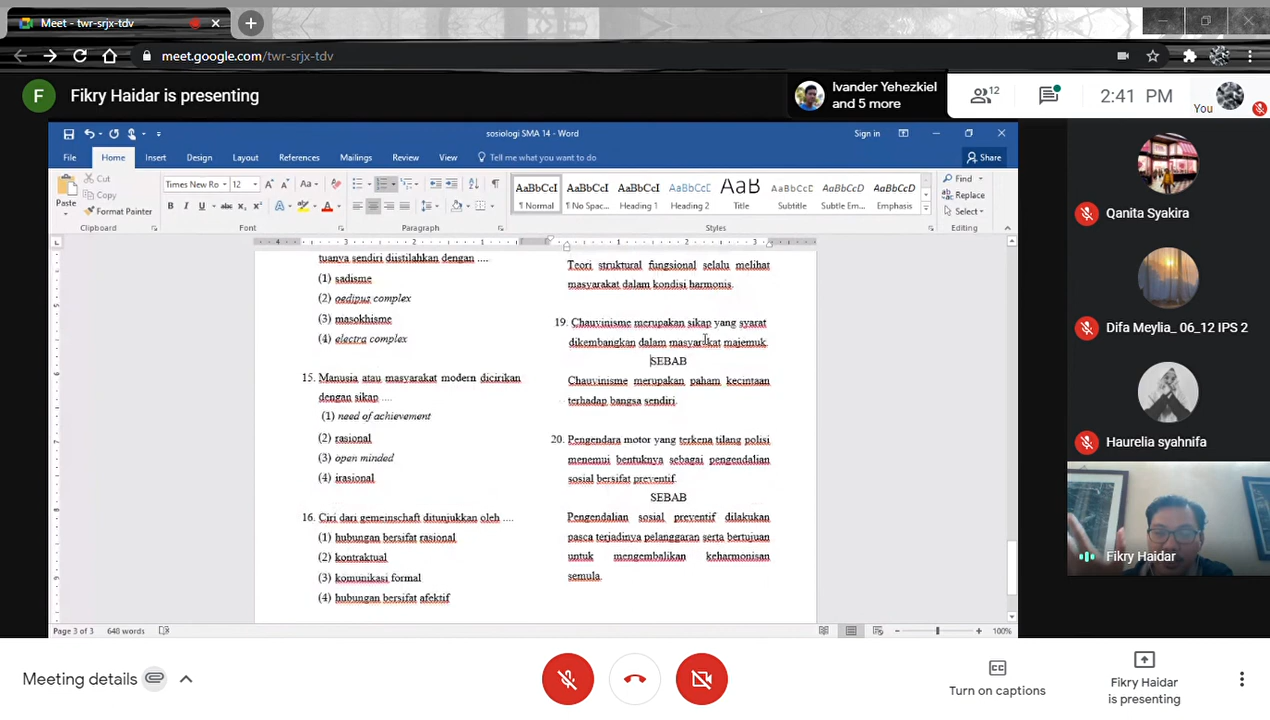 Meet - twr-srjx-tdv
meet.google.com/twr-srjx-tdv
F
Fikry Haidar is presenting
Ivander Yehezkiel
and 5 more
12
2:41 PM
You
sosiologi SMA 14 - Word
Sign in
File
Home
Insert
Design
Layout
References
Mailings
Review
View
Tell me what you want to do
Share
Paste
Cut
Copy
Format Painter
Clipboard
Times New Ro
12
Font
Paragraph
AaBbCcI
¶ Normal
AaBbCcI
¶ No Spac...
AaBbCcI
Heading 1
AaBbCcI
Heading 2
AaB
Title
AaBbCcI
Subtitle
AaBbCcI
Subtle Em...
AaBbCcI
Emphasis
Styles
Find
Replace
Select
Editing
tuanya sendiri diistilahkan dengan ....
(1) sadisme
(2) oedipus complex
(3) masokhisme
(4) electra complex
15. Manusia atau masyarakat modern dicirikan
dengan sikap ....
(1) need of achievement
(2) rasional
(3) open minded
(4) irasional
16. Ciri dari gemeinschaft ditunjukkan oleh ....
(1) hubungan bersifat rasional
(2) kontraktual
(3) komunikasi formal
(4) hubungan bersifat afektif
Teori struktural fungsional selalu melihat
masyarakat dalam kondisi harmonis.
19. Chauvinisme merupakan sikap yang syarat
dikembangkan dalam masyarakat majemuk.
SEBAB
Chauvinisme merupakan paham kecintaan
terhadap bangsa sendiri.
20. Pengendara motor yang terkena tilang polisi
menemui bentuknya sebagai pengendalian
sosial bersifat preventif.
SEBAB
Pengendalian sosial preventif dilakukan
pasca terjadinya pelanggaran serta bertujuan
untuk mengembalikan keharmonisan
semula.
Page 3 of 3
648 words
100%
Qanita Syakira
Difa Meylia_ 06_12 IPS 2
Haurelia syahnifa
Fikry Haidar
Meeting details
Turn on captions
Fikry Haidar
is presenting